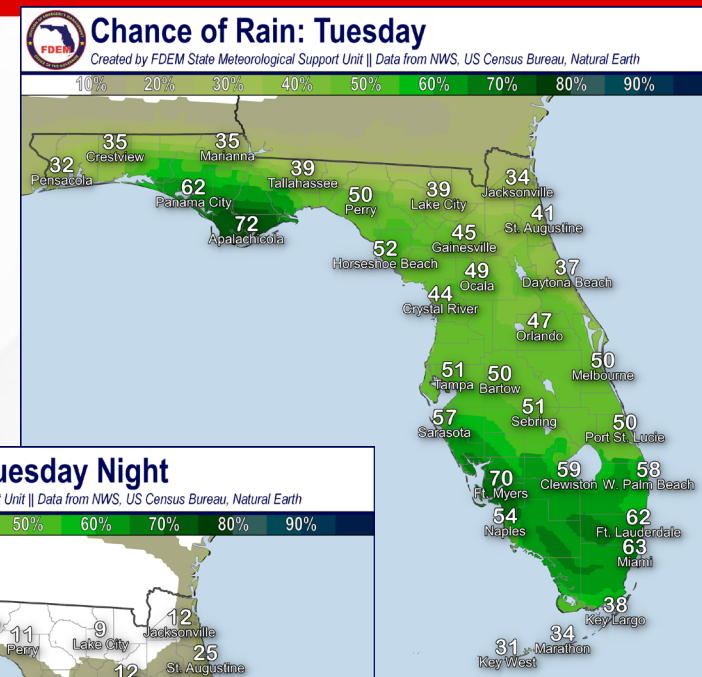 FDEM
Chance of Rain: Tuesday
Created by FDEM State Meteorological Support Unit || Data from NWS, US Census Bureau, Natural Earth
10% 20% 30% 40% 50% 60% 70% 80% 90%
35
Crestview
35
Marianna
32
Pensacola
39
Tallahassee
62
Panama City
50
Perry
39
Lake City
34
Jacksonville
72
Apalachicola
41
St. Augustine
45
Gainesville
52
Horseshoe Beach
49
Ocala
37
Daytona Beach
44
Crystal River
47
Orlando
50
Melbourne
51
Tampa
50
Bartow
57
Sarasota
51
Sebring
50
Port St. Lucie
70
Ft. Myers
59
Clewiston
58
W. Palm Beach
54
Naples
62
Ft. Lauderdale
63
Miami
38
Key Largo
34
Marathon
31
Key West
uesday Night
Unit || Data from NWS, US Census Bureau, Natural Earth
50% 60% 70% 80% 90%
11
Perry
9
Lake City
12
Jacksonville
25
St. Augustine
12